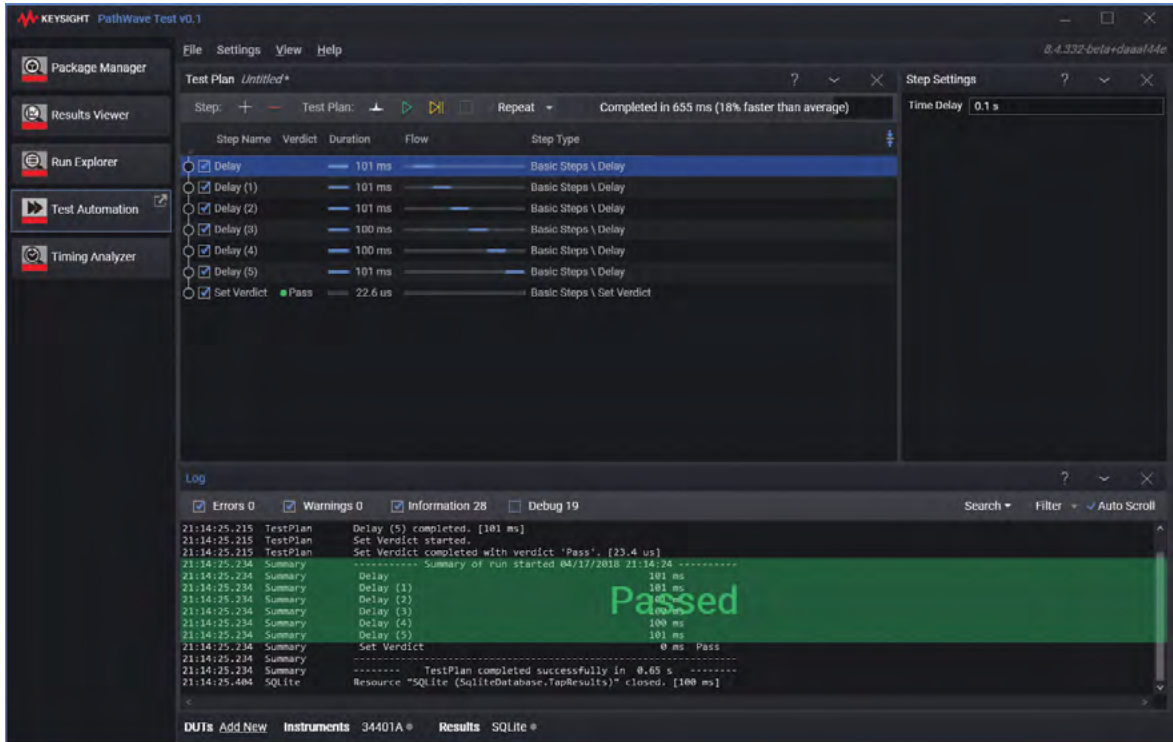 KEYSIGHT PathWave Test v0.1
File Settings View Help
8.4.332-beta+daaaf44e
Package Manager
Results Viewer
Run Explorer
Test Automation
Timing Analyzer
Test Plan Untitled* ?
Step: + − Test Plan: Repeat Completed in 655 ms (18% faster than average)
Step Name Verdict Duration Flow Step Type
Delay 101 ms Basic Steps \ Delay
Delay (1) 101 ms Basic Steps \ Delay
Delay (2) 101 ms Basic Steps \ Delay
Delay (3) 100 ms Basic Steps \ Delay
Delay (4) 100 ms Basic Steps \ Delay
Delay (5) 101 ms Basic Steps \ Delay
Set Verdict Pass 22.6 us Basic Steps \ Set Verdict
Step Settings ?
Time Delay 0.1 s
Log ?
Errors 0 Warnings 0 Information 28 Debug 19 Search Filter Auto Scroll
21:14:25.215 TestPlan Delay (5) completed. [101 ms]
21:14:25.215 TestPlan Set Verdict started.
21:14:25.215 TestPlan Set Verdict completed with verdict 'Pass'. [23.4 us]
21:14:25.234 Summary ----------- Summary of run started 04/17/2018 21:14:24 ----------
21:14:25.234 Summary Delay 101 ms
21:14:25.234 Summary Delay (1) 101 ms
21:14:25.234 Summary Delay (2) ms
21:14:25.234 Summary Delay (3) ms
21:14:25.234 Summary Delay (4) 100 ms
21:14:25.234 Summary Delay (5) 101 ms
Passed
21:14:25.234 Summary Set Verdict 0 ms Pass
21:14:25.234 Summary ----------------------------------------------------------------
21:14:25.234 Summary -------- TestPlan completed successfully in 0.65 s --------
21:14:25.404 SQLite Resource "SQLite (SqliteDatabase.TapResults)" closed. [100 ms]
DUTs Add New Instruments 34401A Results SQLite